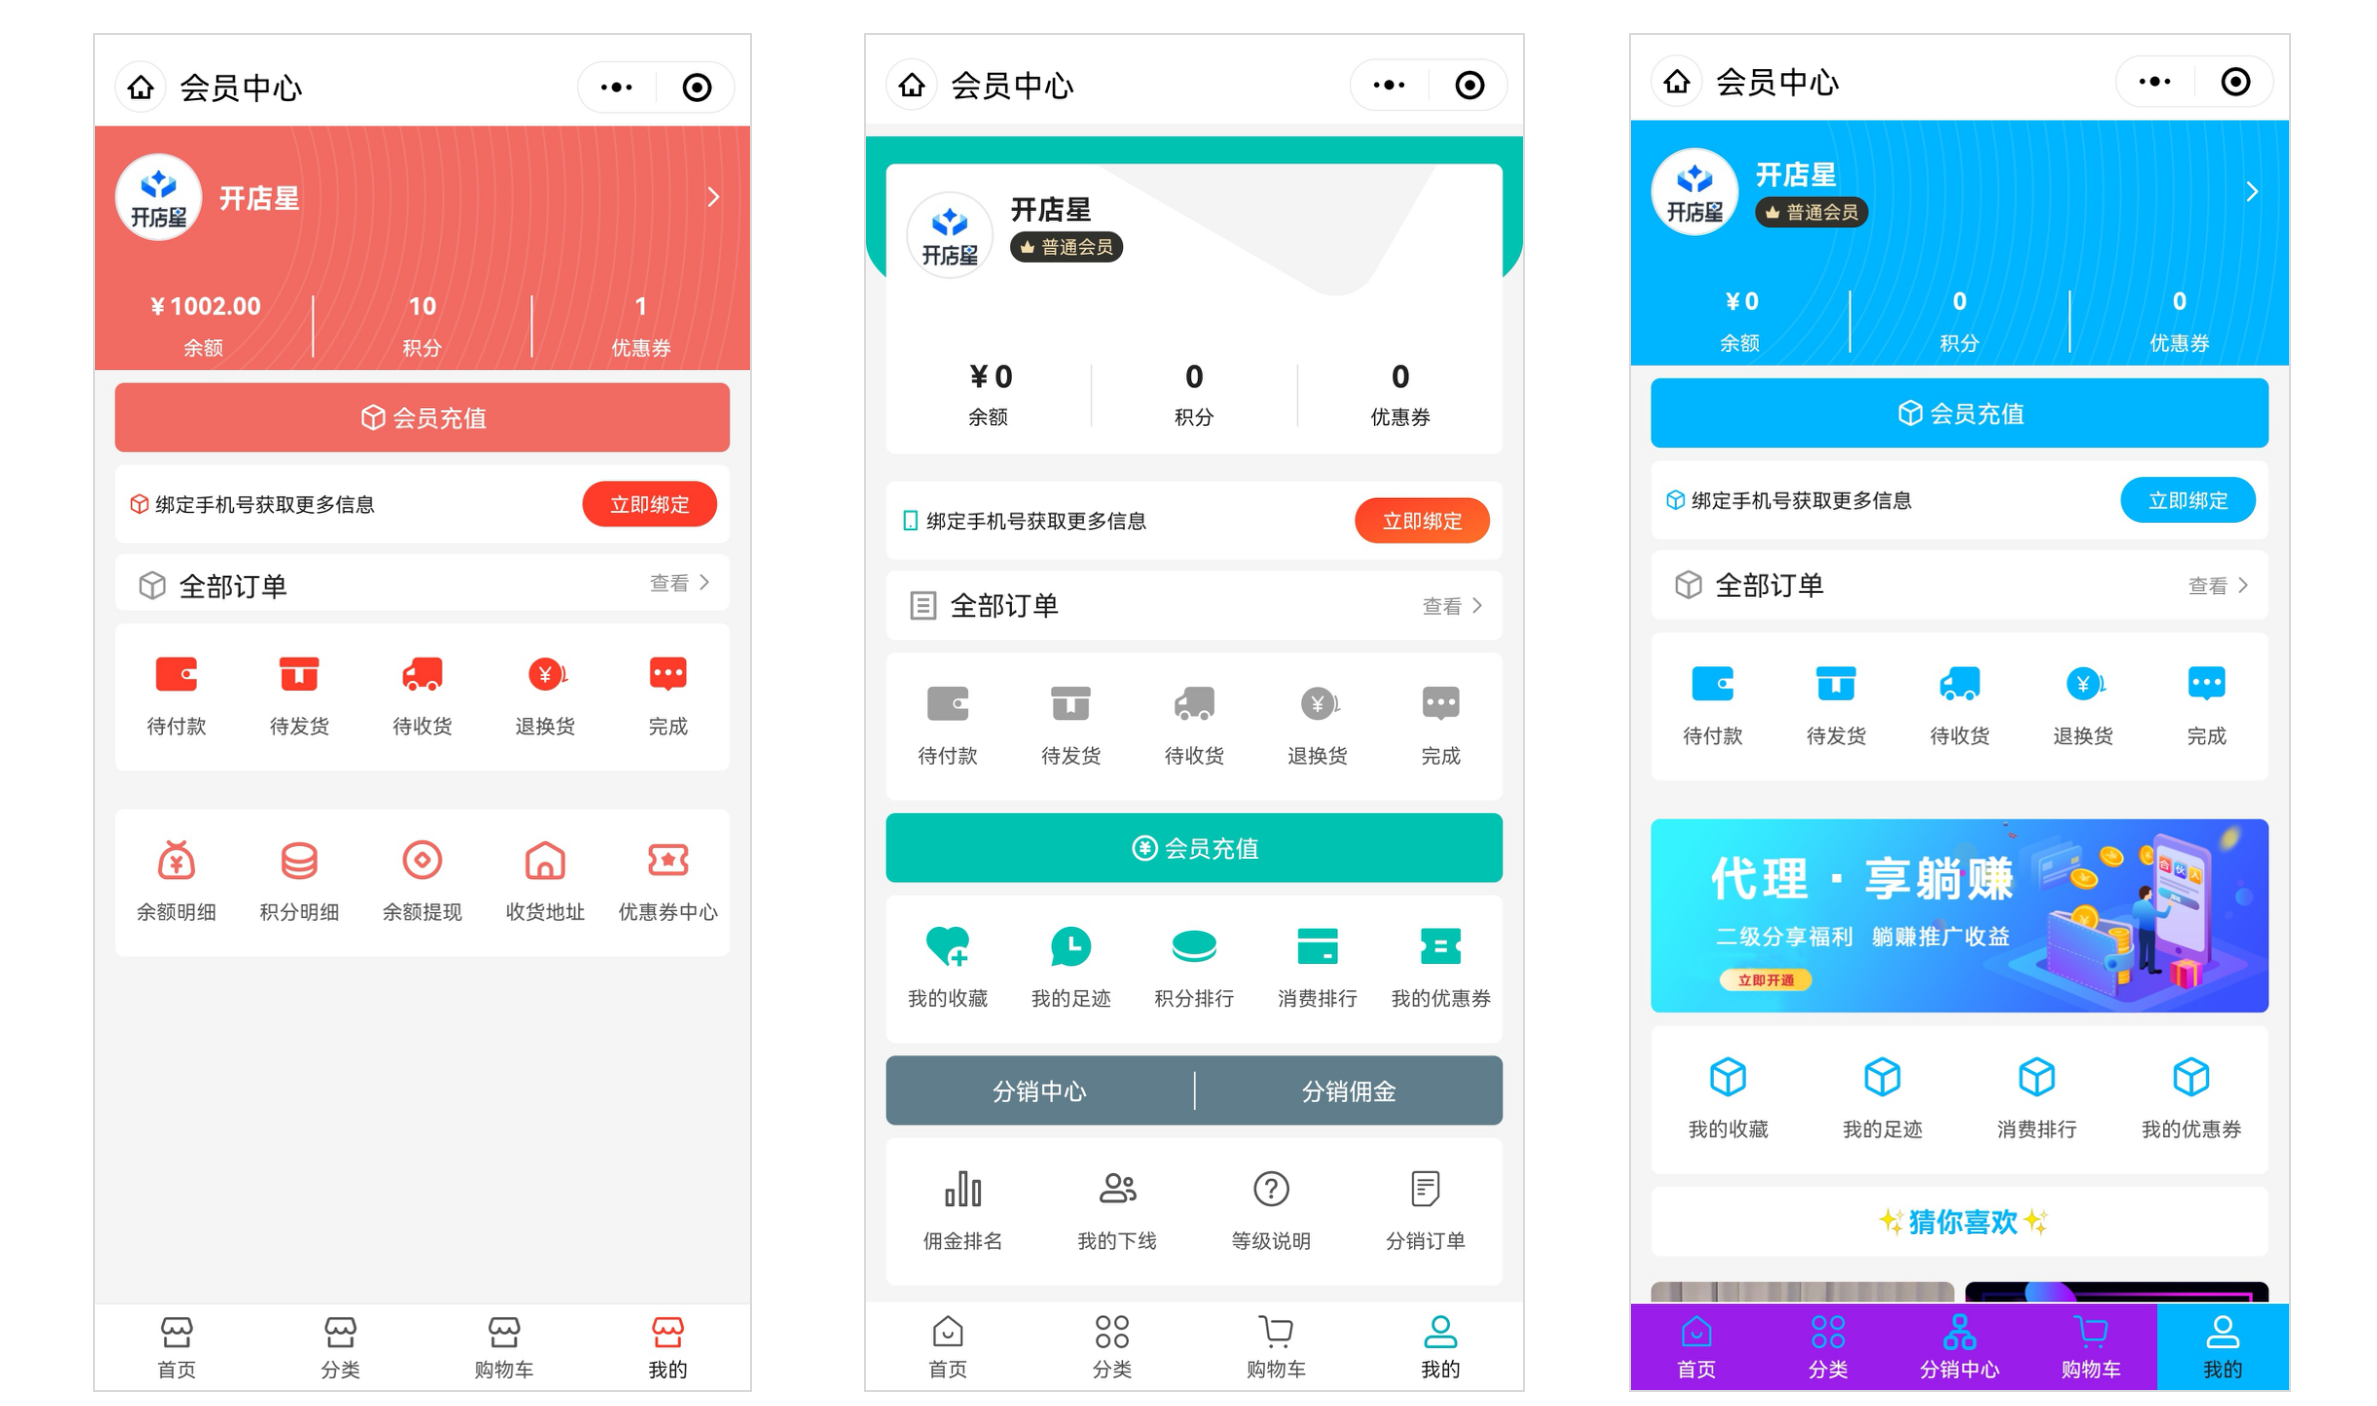 会员中心
开店星
开店星
¥1002.00
10
1
余额
积分
优惠券
会员充值
绑定手机号获取更多信息
立即绑定
全部订单
查看
待付款
待发货
待收货
退换货
完成
余额明细
积分明细
余额提现
收货地址
优惠券中心
首页
分类
购物车
我的
会员中心
开店星
开店星
普通会员
¥0
0
0
余额
积分
优惠券
绑定手机号获取更多信息
立即绑定
全部订单
查看
待付款
待发货
待收货
退换货
完成
会员充值
我的收藏
我的足迹
积分排行
消费排行
我的优惠券
分销中心
分销佣金
佣金排名
我的下线
等级说明
分销订单
首页
分类
购物车
我的
会员中心
开店星
开店星
普通会员
¥0
0
0
余额
积分
优惠券
会员充值
绑定手机号获取更多信息
立即绑定
全部订单
查看
待付款
待发货
待收货
退换货
完成
代理·享躺赚
二级分享福利 躺赚推广收益
立即开通
合伙人
我的收藏
我的足迹
消费排行
我的优惠券
✨猜你喜欢✨
首页
分类
分销中心
购物车
我的